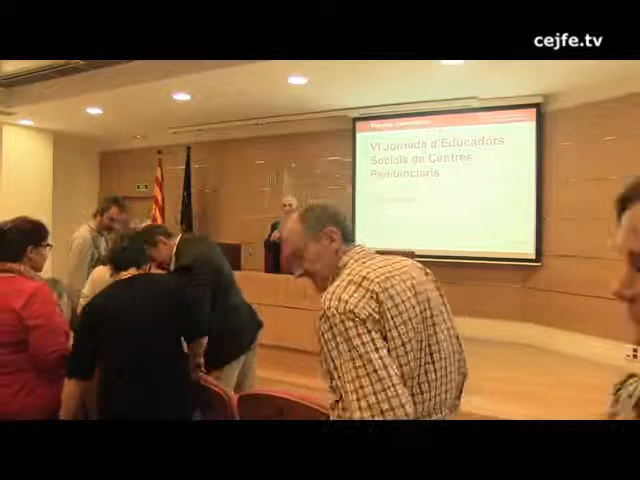 cejfe.tv
VI Jornada d'Educadors
Socials de Centres
Penitenciaris